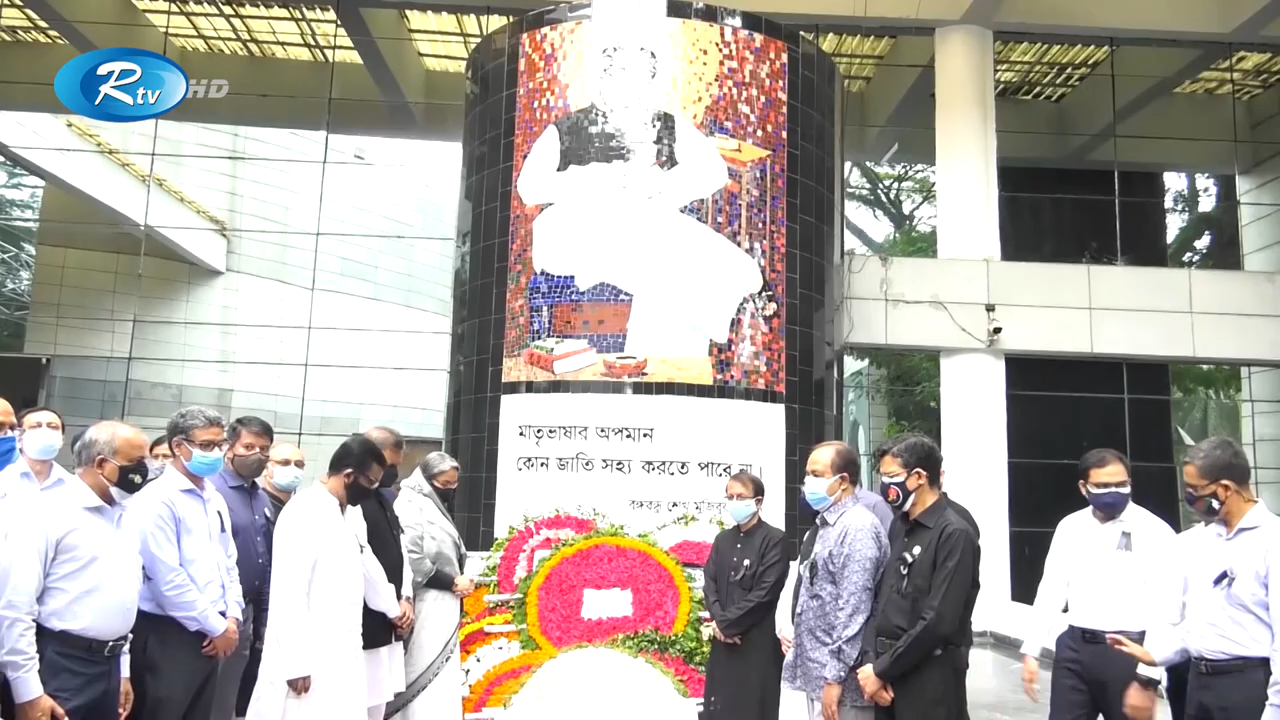 Rtv HD
মাতৃভাষার অপমান
কোন জাতি সহ্য করতে পারে না।
বঙ্গবন্ধু শেখ